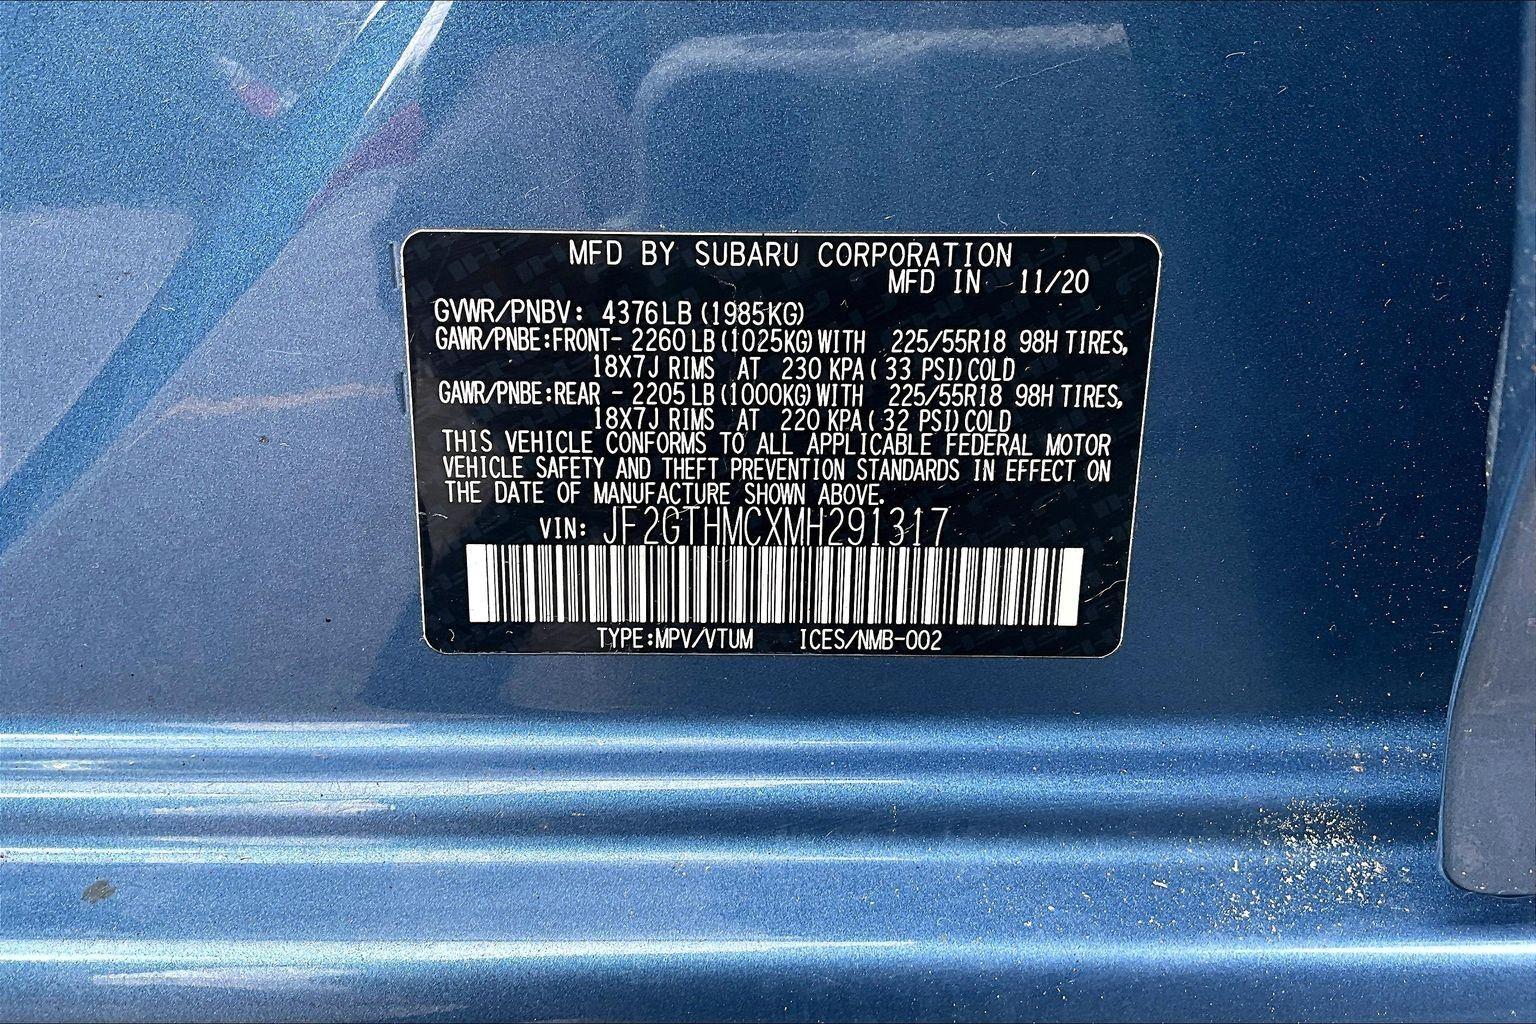 MFD BY SUBARU CORPORATION
MFD IN 11/20
GVWR/PNBV: 4376LB (1985KG)
GAWR/PNBE:FRONT- 2260LB (1025KG) WITH 225/55R18 98H TIRES,
18X7J RIMS AT 230 KPA ( 33 PSI) COLD
GAWR/PNBE:REAR - 2205LB (1000KG) WITH 225/55R18 98H TIRES,
18X7J RIMS AT 220 KPA ( 32 PSI) COLD
THIS VEHICLE CONFORMS TO ALL APPLICABLE FEDERAL MOTOR
VEHICLE SAFETY AND THEFT PREVENTION STANDARDS IN EFFECT ON
THE DATE OF MANUFACTURE SHOWN ABOVE.
VIN: JF2GTHMCXMH291317
TYPE:MPV/VTUM ICES/NMB-002